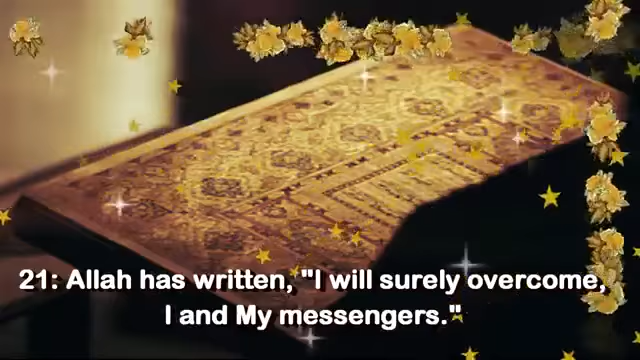 21: Allah has written, "I will surely overcome,
I and My messengers."